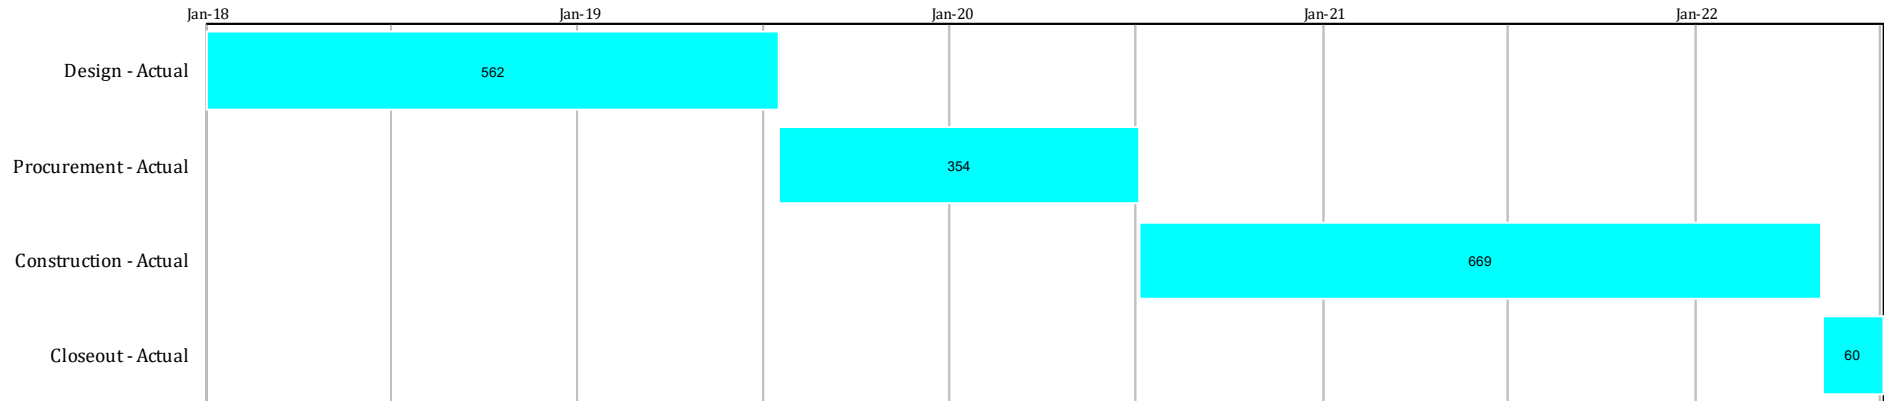 Jan-18 Jan-19 Jan-20 Jan-21 Jan-22
Design - Actual 562
Procurement - Actual 354
Construction - Actual 669
Closeout - Actual 60